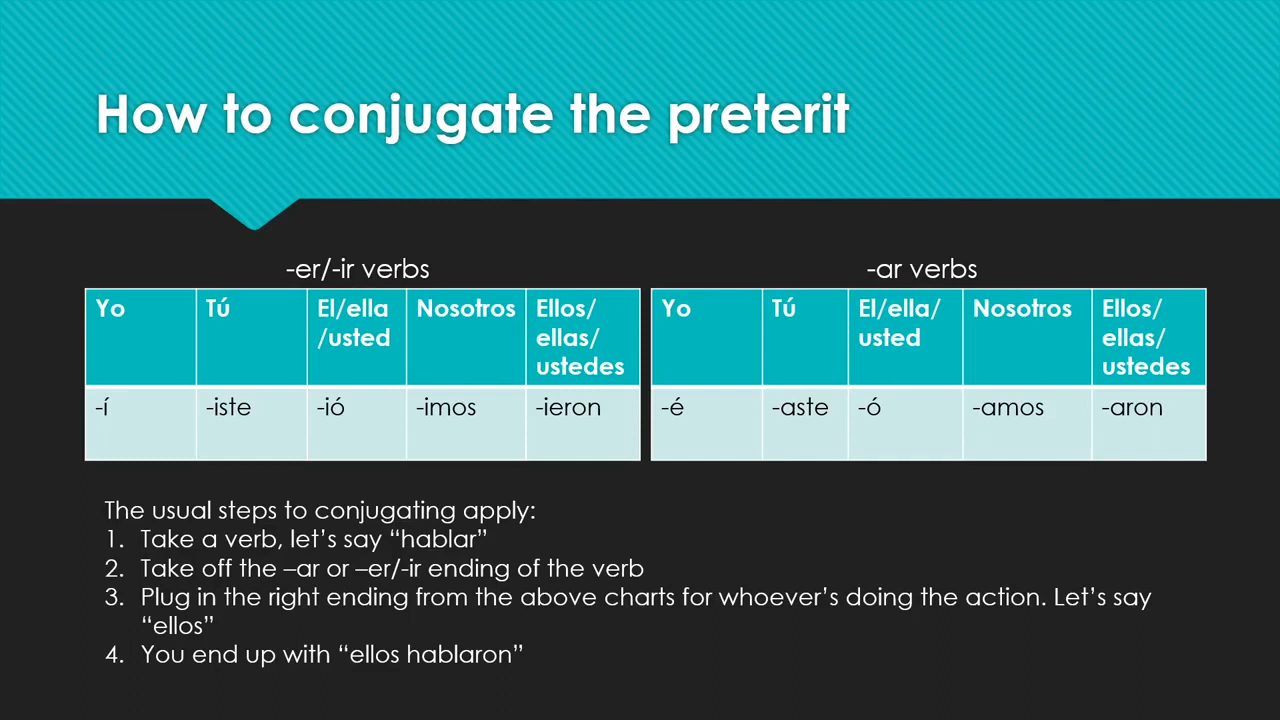 How to conjugate the preterit
-er/-ir verbs
Yo Tú El/ella /usted Nosotros Ellos/ ellas/ ustedes
-í -iste -ió -imos -ieron
-ar verbs
Yo Tú El/ella/ usted Nosotros Ellos/ ellas/ ustedes
-é -aste -ó -amos -aron
The usual steps to conjugating apply:
1. Take a verb, let’s say “hablar”
2. Take off the –ar or –er/-ir ending of the verb
3. Plug in the right ending from the above charts for whoever’s doing the action. Let’s say
“ellos”
4. You end up with “ellos hablaron”